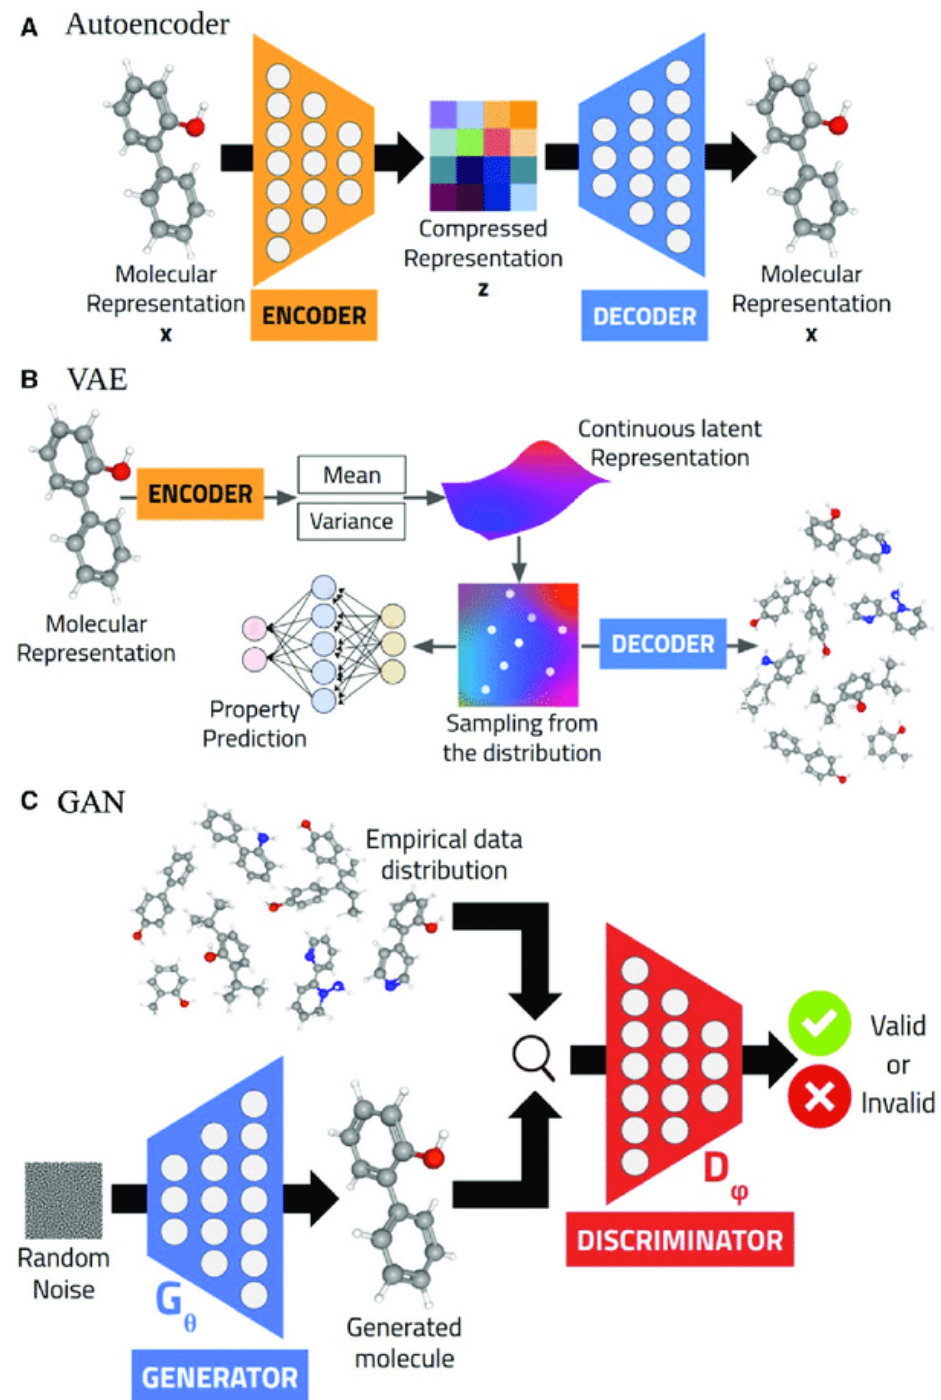 A Autoencoder
Molecular
Representation
x
ENCODER
Compressed
Representation
z
DECODER
Molecular
Representation
x
B VAE
Molecular
Representation
ENCODER
Mean
Variance
Continuous latent
Representation
Property
Prediction
Sampling from
the distribution
DECODER
C GAN
Empirical data
distribution
Random
Noise
Gθ
GENERATOR
Generated
molecule
Dφ
DISCRIMINATOR
Valid
or
Invalid